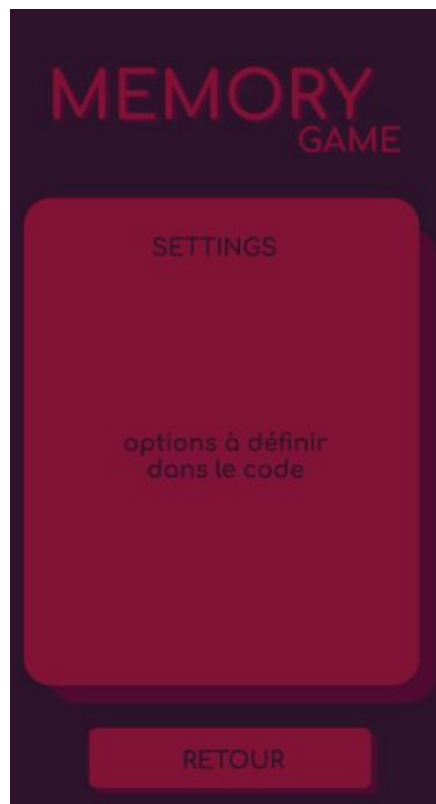 MEMORY
GAME
SETTINGS
options à définir
dans le code
RETOUR